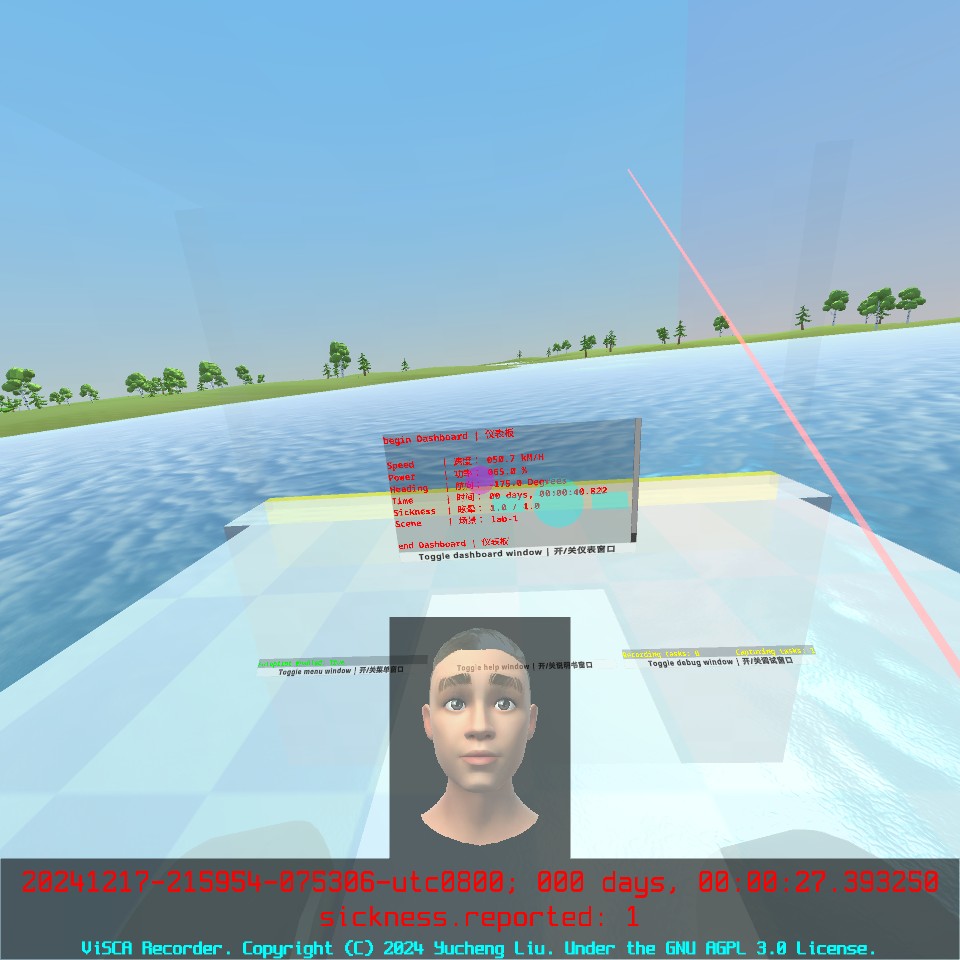 begin Dashboard | 仪表板
Speed | 速度: 050.7 kM/H
Power | 功率: 065.0 %
Heading | 航向: -175.0 Degrees
Time | 时间: 00 days, 00:00:40.822
Sickness | 眩晕: 1.0 / 1.0
Scene | 场景: lab-1
end Dashboard | 仪表板
Toggle dashboard window | 开/关仪表窗口
Recording tasks: 0 Capturing tasks: 1
Toggle menu window | 开/关菜单窗口
Toggle help window | 开/关说明书窗口
Toggle debug window | 开/关调试窗口
20241217-215954-075306-utc0800; 000 days, 00:00:27.393250
sickness.reported: 1
ViSCA Recorder. Copyright (C) 2024 Yucheng Liu. Under the GNU AGPL 3.0 License.